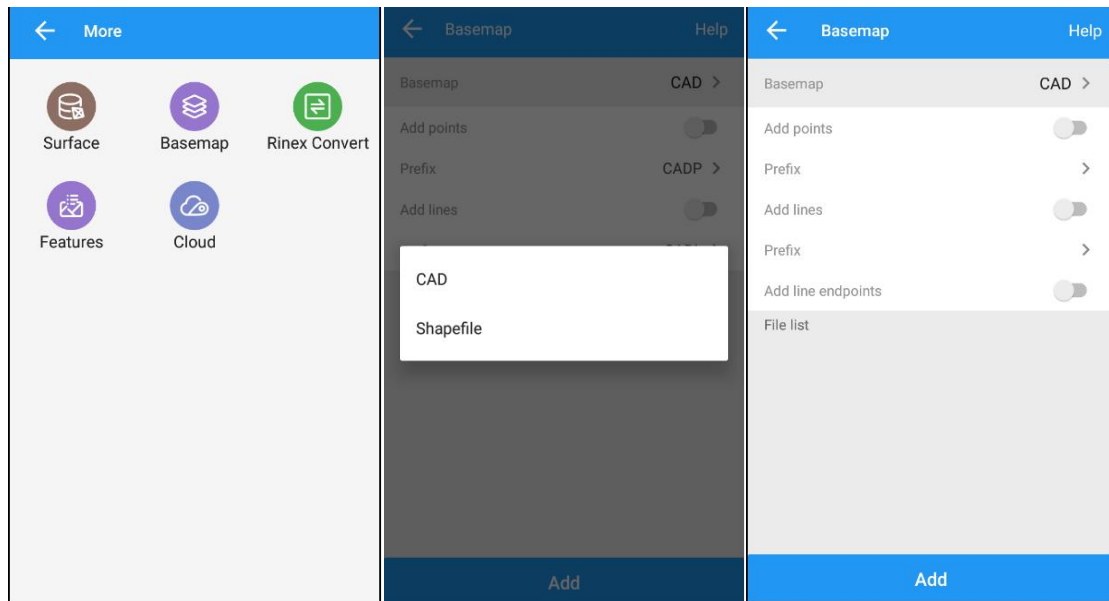 More
Surface
Basemap
Rinex Convert
Features
Cloud
Basemap
Help
Basemap
CAD
Add points
Prefix
CADP
Add lines
CAD
Shapefile
Add
Basemap
Help
Basemap
CAD
Add points
Prefix
Add lines
Prefix
Add line endpoints
File list
Add